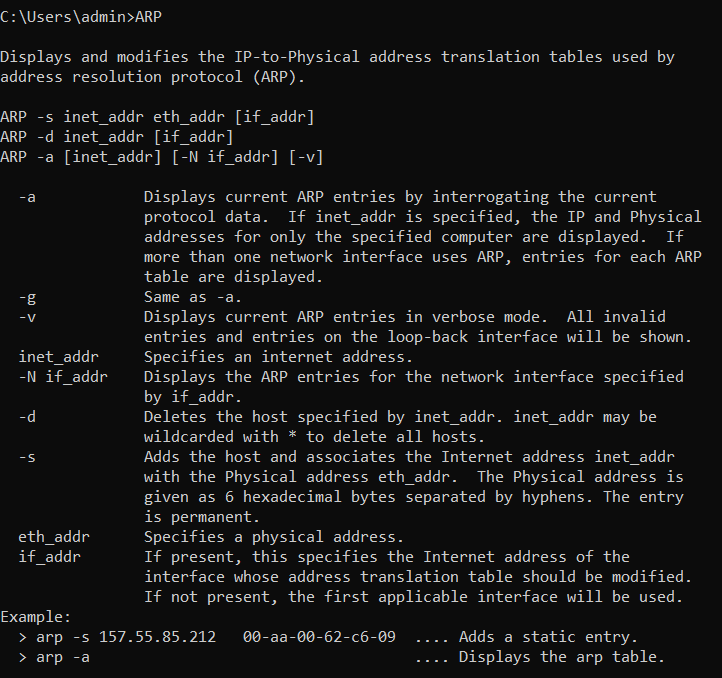 C:\Users\admin>ARP

Displays and modifies the IP-to-Physical address translation tables used by
address resolution protocol (ARP).

ARP -s inet_addr eth_addr [if_addr]
ARP -d inet_addr [if_addr]
ARP -a [inet_addr] [-N if_addr] [-v]

  -a            Displays current ARP entries by interrogating the current
                protocol data.  If inet_addr is specified, the IP and Physical
                addresses for only the specified computer are displayed.  If
                more than one network interface uses ARP, entries for each ARP
                table are displayed.
  -g            Same as -a.
  -v            Displays current ARP entries in verbose mode.  All invalid
                entries and entries on the loop-back interface will be shown.
  inet_addr     Specifies an internet address.
  -N if_addr    Displays the ARP entries for the network interface specified
                by if_addr.
  -d            Deletes the host specified by inet_addr. inet_addr may be
                wildcarded with * to delete all hosts.
  -s            Adds the host and associates the Internet address inet_addr
                with the Physical address eth_addr.  The Physical address is
                given as 6 hexadecimal bytes separated by hyphens. The entry
                is permanent.
  eth_addr      Specifies a physical address.
  if_addr       If present, this specifies the Internet address of the
                interface whose address translation table should be modified.
                If not present, the first applicable interface will be used.
Example:
  > arp -s 157.55.85.212   00-aa-00-62-c6-09  .... Adds a static entry.
  > arp -a                                    .... Displays the arp table.